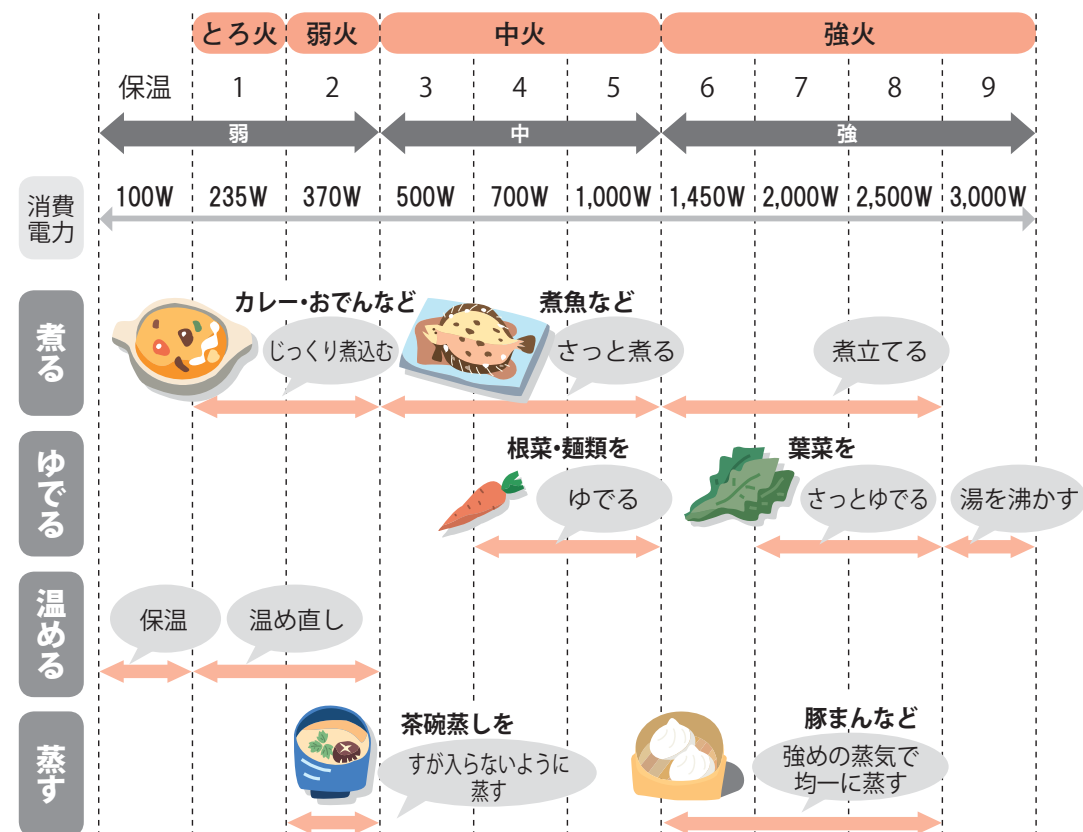 とろ火 弱火 中火 強火
保温 1 2 3 4 5 6 7 8 9
弱 中 強
消費
電力
100W 235W 370W 500W 700W 1,000W 1,450W 2,000W 2,500W 3,000W
煮る
カレー・おでんなど
じっくり煮込む
煮魚など
さっと煮る
煮立てる
ゆでる
根菜・麺類を
ゆでる
葉菜を
さっとゆでる
湯を沸かす
温める
保温
温め直し
蒸す
茶碗蒸しを
すが入らないように
蒸す
豚まんなど
強めの蒸気で
均一に蒸す